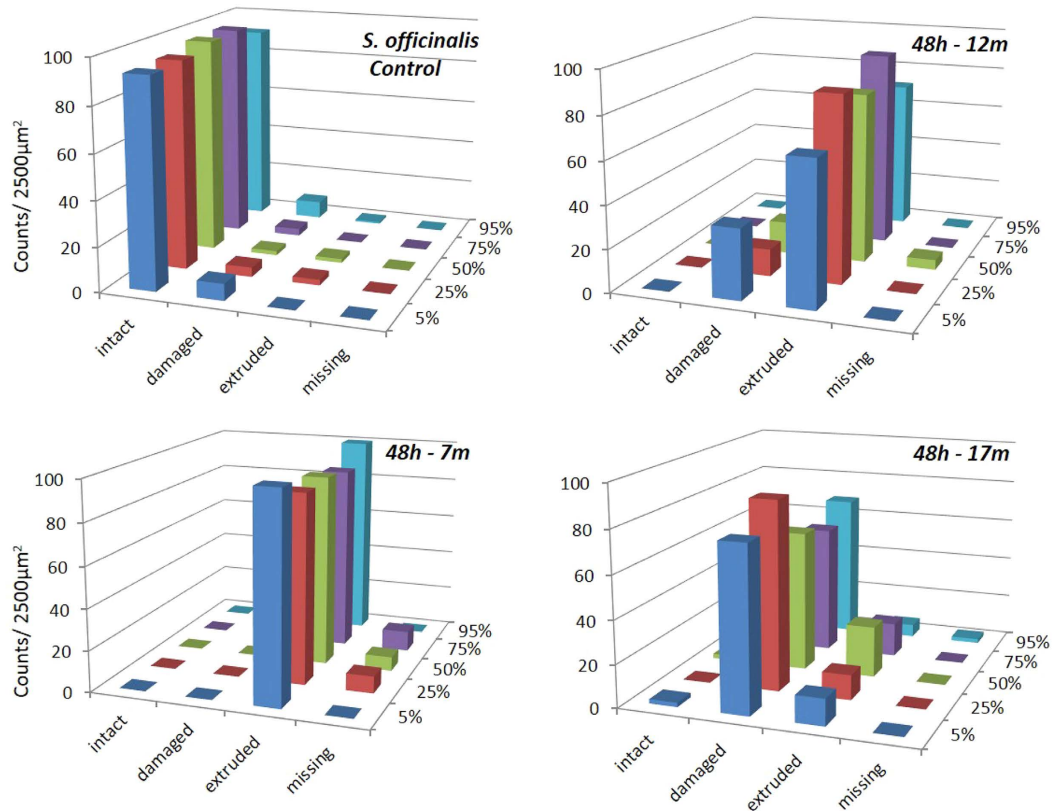 S. officinalis
Control
Counts/ 2500µm²
100
80
60
40
20
0
intact
damaged
extruded
missing
5%
25%
50%
75%
95%
48h - 12m
100
80
60
40
20
0
intact
damaged
extruded
missing
5%
25%
50%
75%
95%
48h - 7m
Counts/ 2500µm²
100
80
60
40
20
0
intact
damaged
extruded
missing
5%
25%
50%
75%
95%
48h - 17m
100
80
60
40
20
0
intact
damaged
extruded
missing
5%
25%
50%
75%
95%